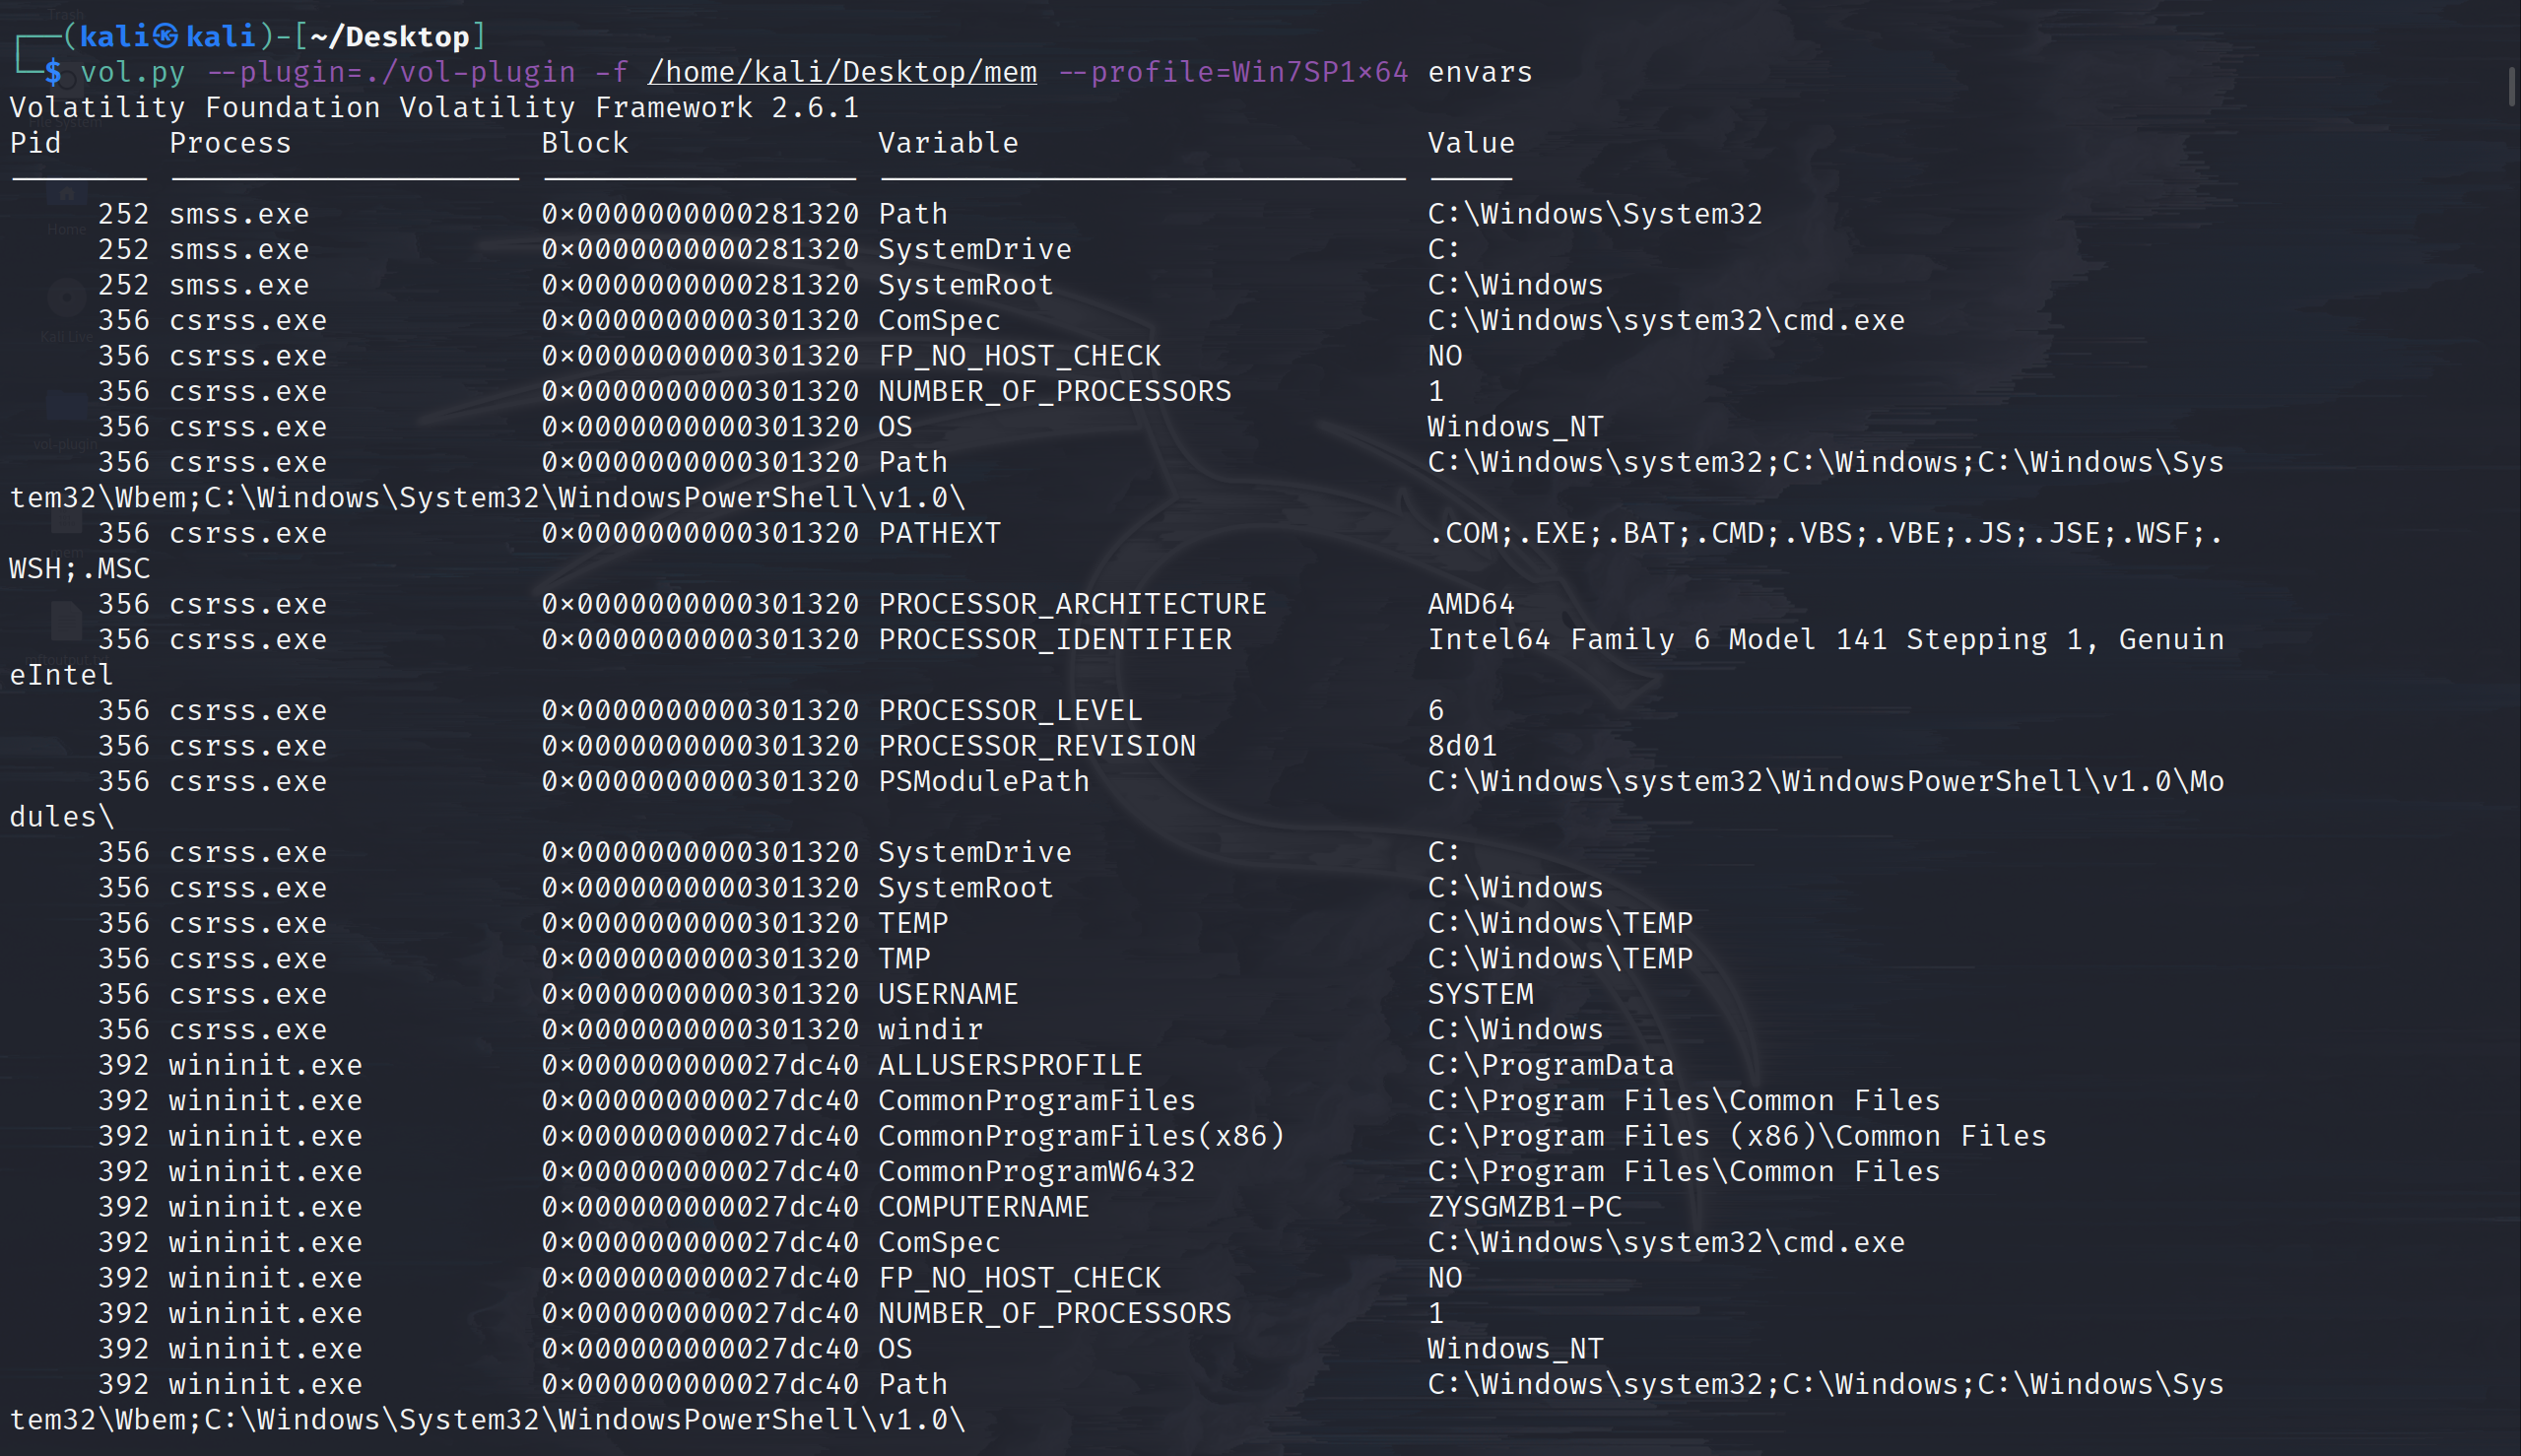 Trash
┌──(kali㉿kali)-[~/Desktop]
└─$ vol.py --plugin=./vol-plugin -f /home/kali/Desktop/mem --profile=Win7SP1×64 envars
Volatility Foundation Volatility Framework 2.6.1
Pid      Process              Block              Variable                       Value
-------- -------------------- ------------------ ------------------------------ -----
     252 smss.exe             0×0000000000281320 Path                           C:\Windows\System32
Home
     252 smss.exe             0×0000000000281320 SystemDrive                    C:
     252 smss.exe             0×0000000000281320 SystemRoot                     C:\Windows
     356 csrss.exe            0×0000000000301320 ComSpec                        C:\Windows\system32\cmd.exe
Kali Live
     356 csrss.exe            0×0000000000301320 FP_NO_HOST_CHECK               NO
     356 csrss.exe            0×0000000000301320 NUMBER_OF_PROCESSORS           1
     356 csrss.exe            0×0000000000301320 OS                             Windows_NT
vol-plugin
     356 csrss.exe            0×0000000000301320 Path                           C:\Windows\system32;C:\Windows;C:\Windows\Sys
tem32\Wbem;C:\Windows\System32\WindowsPowerShell\v1.0\
     356 csrss.exe            0×0000000000301320 PATHEXT                        .COM;.EXE;.BAT;.CMD;.VBS;.VBE;.JS;.JSE;.WSF;.
mem
WSH;.MSC
     356 csrss.exe            0×0000000000301320 PROCESSOR_ARCHITECTURE         AMD64
     356 csrss.exe            0×0000000000301320 PROCESSOR_IDENTIFIER           Intel64 Family 6 Model 141 Stepping 1, Genuin
eIntel
     356 csrss.exe            0×0000000000301320 PROCESSOR_LEVEL                6
     356 csrss.exe            0×0000000000301320 PROCESSOR_REVISION             8d01
     356 csrss.exe            0×0000000000301320 PSModulePath                   C:\Windows\system32\WindowsPowerShell\v1.0\Mo
dules\
     356 csrss.exe            0×0000000000301320 SystemDrive                    C:
     356 csrss.exe            0×0000000000301320 SystemRoot                     C:\Windows
     356 csrss.exe            0×0000000000301320 TEMP                           C:\Windows\TEMP
     356 csrss.exe            0×0000000000301320 TMP                            C:\Windows\TEMP
     356 csrss.exe            0×0000000000301320 USERNAME                       SYSTEM
     356 csrss.exe            0×0000000000301320 windir                         C:\Windows
     392 wininit.exe          0×000000000027dc40 ALLUSERSPROFILE                C:\ProgramData
     392 wininit.exe          0×000000000027dc40 CommonProgramFiles             C:\Program Files\Common Files
     392 wininit.exe          0×000000000027dc40 CommonProgramFiles(x86)        C:\Program Files (x86)\Common Files
     392 wininit.exe          0×000000000027dc40 CommonProgramW6432             C:\Program Files\Common Files
     392 wininit.exe          0×000000000027dc40 COMPUTERNAME                   ZYSGMZB1-PC
     392 wininit.exe          0×000000000027dc40 ComSpec                        C:\Windows\system32\cmd.exe
     392 wininit.exe          0×000000000027dc40 FP_NO_HOST_CHECK               NO
     392 wininit.exe          0×000000000027dc40 NUMBER_OF_PROCESSORS           1
     392 wininit.exe          0×000000000027dc40 OS                             Windows_NT
     392 wininit.exe          0×000000000027dc40 Path                           C:\Windows\system32;C:\Windows;C:\Windows\Sys
tem32\Wbem;C:\Windows\System32\WindowsPowerShell\v1.0\